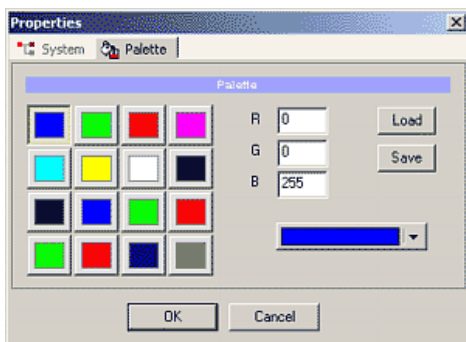 Properties
System
Palette
Palette
R 0
Load
G 0
Save
B 255
OK
Cancel